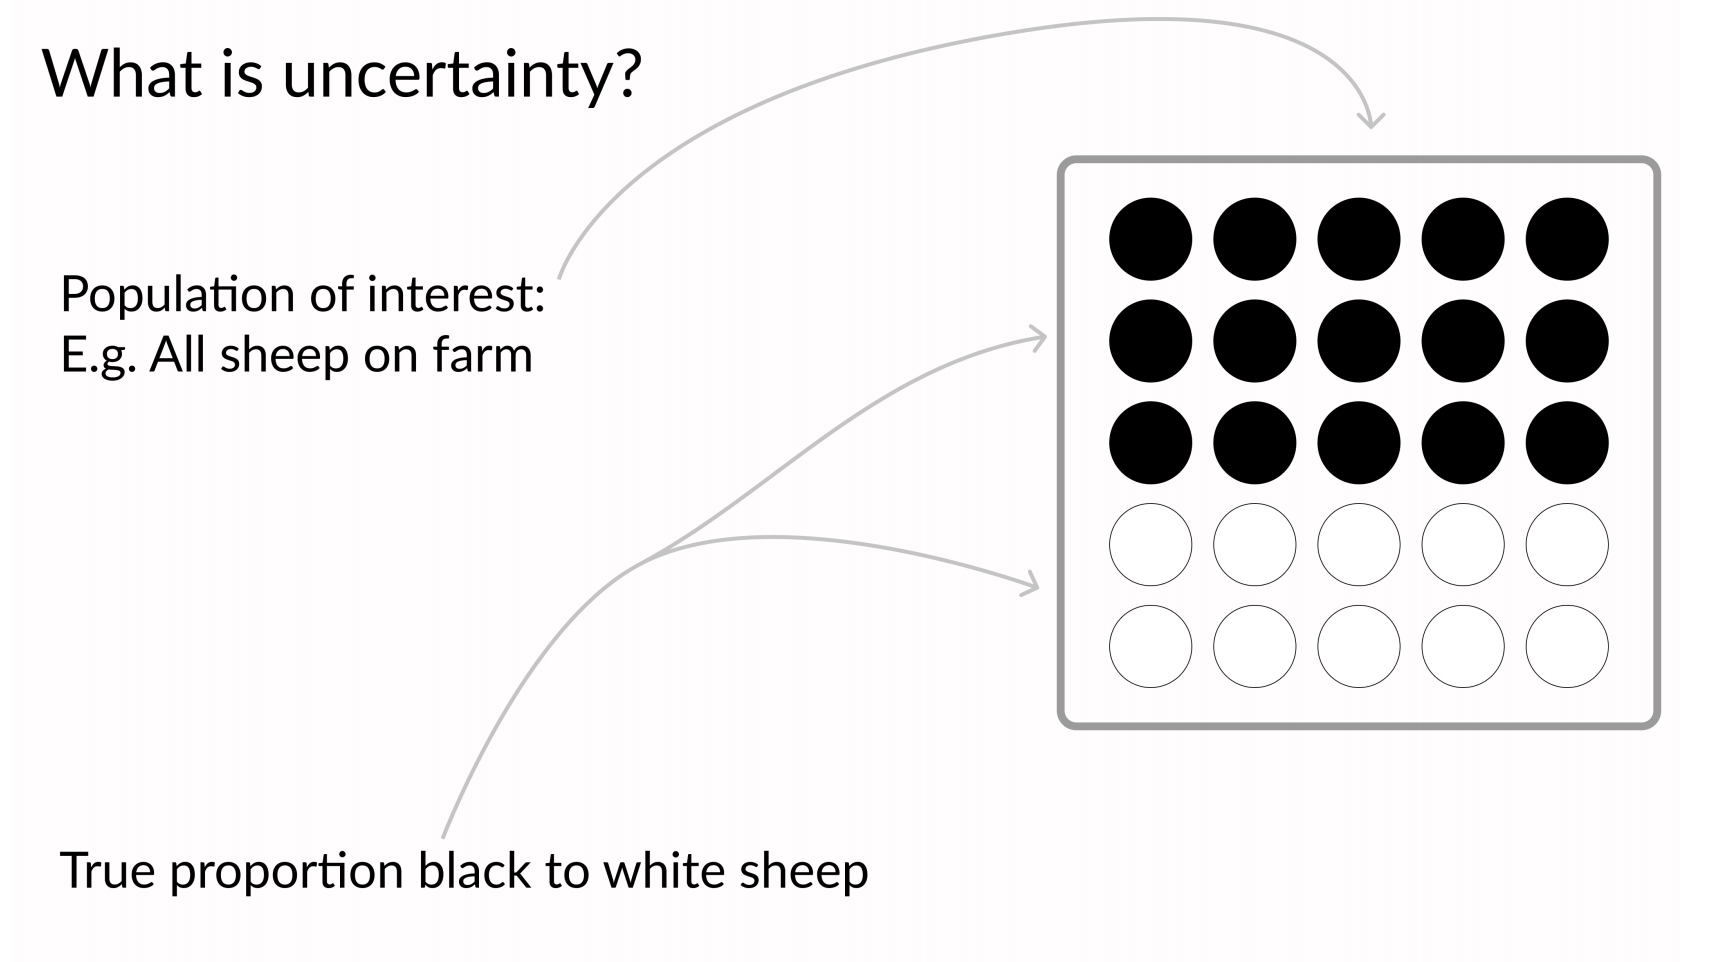 What is uncertainty?
Population of interest:
E.g. All sheep on farm
True proportion black to white sheep